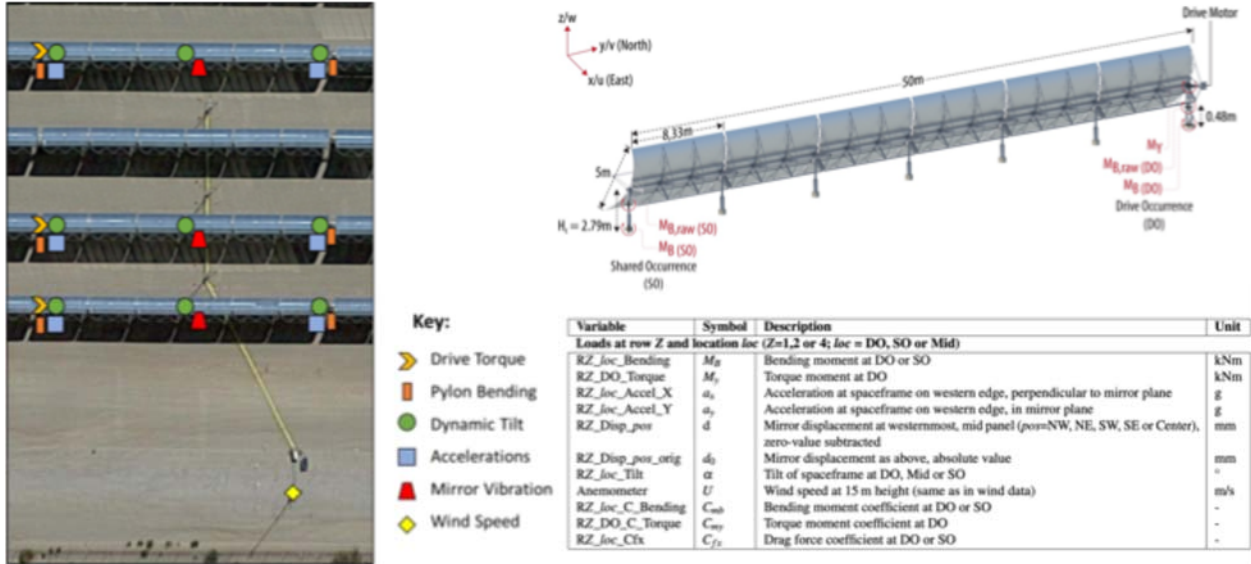 z/w
y/v (North)
x/u (East)
Drive Motor
50m
8.33m
0.48m
5m
M_Y
M_B,raw (DO)
M_B (DO)
Drive Occurrence
(DO)
H_t = 2.79m
M_B,raw (SO)
M_B (SO)
Shared Occurrence
(SO)
Key:
Drive Torque
Pylon Bending
Dynamic Tilt
Accelerations
Mirror Vibration
Wind Speed
Variable Symbol Description Unit
Loads at row Z and location loc (Z=1,2 or 4; loc = DO, SO or Mid)
RZ_loc_Bending M_B Bending moment at DO or SO kNm
RZ_DO_Torque M_y Torque moment at DO kNm
RZ_loc_Accel_X a_x Acceleration at spaceframe on western edge, perpendicular to mirror plane g
RZ_loc_Accel_Y a_y Acceleration at spaceframe on western edge, in mirror plane g
RZ_Disp_pos d Mirror displacement at westernmost, mid panel (pos=NW, NE, SW, SE or Center), mm
zero-value subtracted
RZ_Disp_pos_orig d_0 Mirror displacement as above, absolute value mm
RZ_loc_Tilt α Tilt of spaceframe at DO, Mid or SO °
Anemometer U Wind speed at 15 m height (same as in wind data) m/s
RZ_loc_C_Bending C_mb Bending moment coefficient at DO or SO -
RZ_DO_C_Torque C_my Torque moment coefficient at DO -
RZ_loc_Cfx C_fx Drag force coefficient at DO or SO -